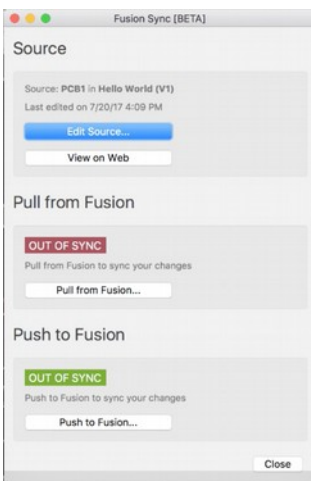 Fusion Sync [BETA]
Source
Source: PCB1 in Hello World (V1)
Last edited on 7/20/17 4:09 PM
Edit Source...
View on Web
Pull from Fusion
OUT OF SYNC
Pull from Fusion to sync your changes
Pull from Fusion...
Push to Fusion
OUT OF SYNC
Push to Fusion to sync your changes
Push to Fusion...
Close